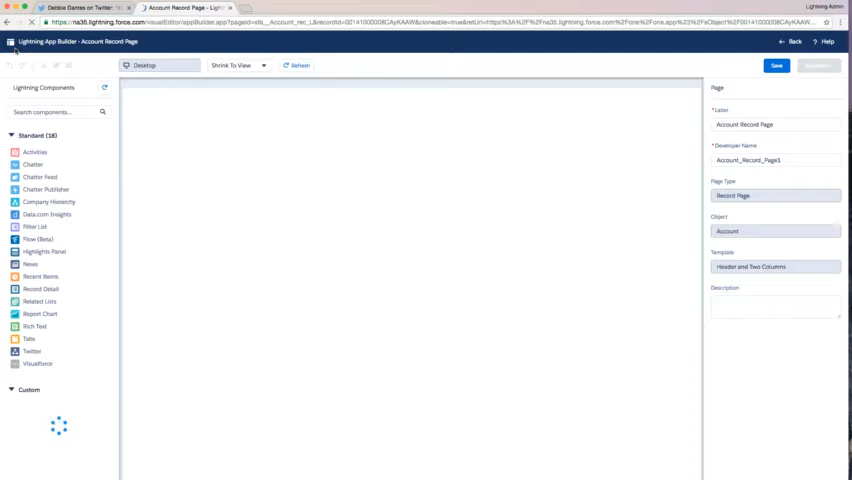 Debbie Dantes on Twitter: "
Account Record Page - Light
Lightning Admin
https://na35.lightning.force.com/visualEditor/appBuilder.app?pageId=sfa__Account_rec_L&recordId=0014100008CAyKAAW&cloneable=true&retUrl=https%3A%2F%2Fna35.lightning.force.com%2Fone%2Fone.app%23%2FsObject%2F0014100008CAyKAAW...
Lightning App Builder - Account Record Page
Back
? Help
Desktop
Shrink To View
Refresh
Save
Lightning Components
Search components...
Standard (18)
Activities
Chatter
Chatter Feed
Chatter Publisher
Company Hierarchy
Data.com Insights
Filter List
Flow (Beta)
Highlights Panel
News
Recent Items
Record Detail
Related Lists
Report Chart
Rich Text
Tabs
Twitter
Visualforce
Custom
Page
* Label
Account Record Page
* Developer Name
Account_Record_Page1
Page Type
Record Page
Object
Account
Template
Header and Two Columns
Description